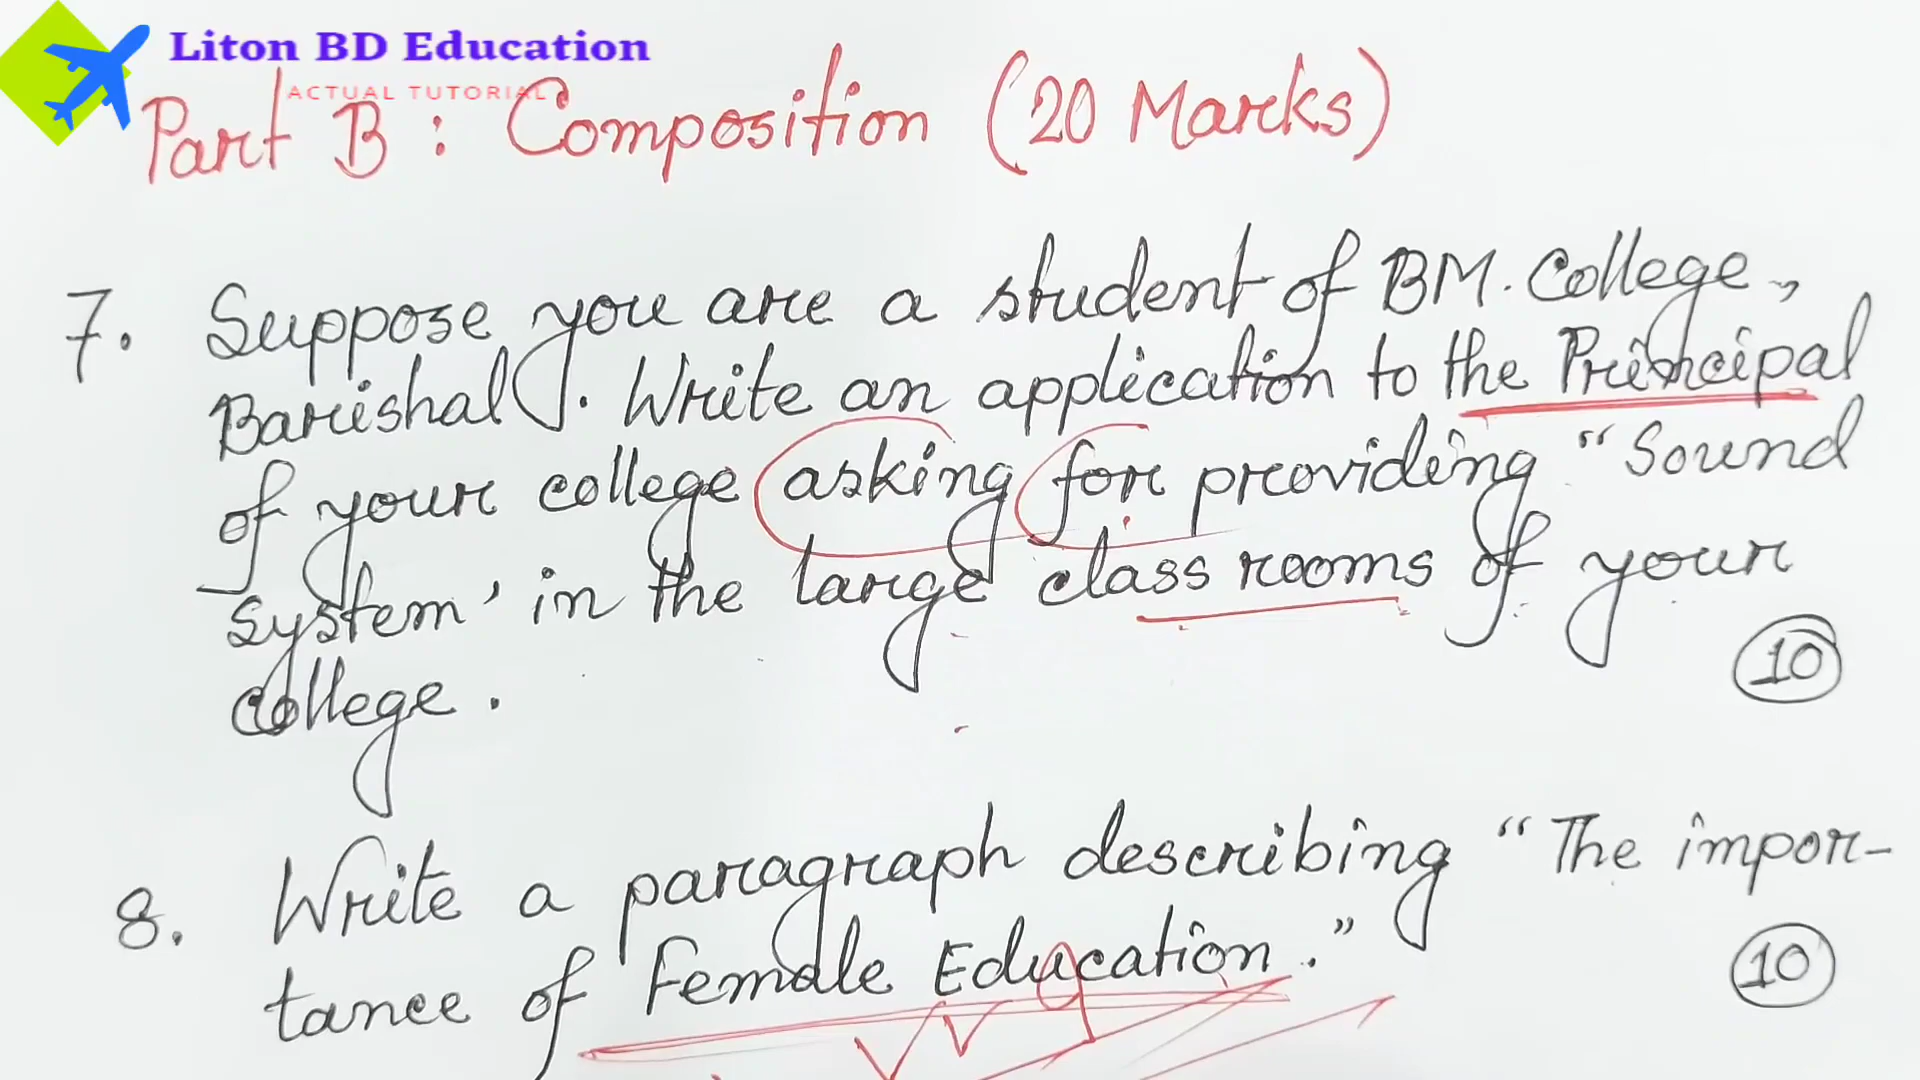 Liton BD Education
ACTUAL TUTORIAL
Part B : Composition (20 Marks)
7. Suppose you are a student of BM. College,
Barishal. Write an application to the Principal
of your college asking for providing "Sound
System' in the large class rooms of your
college.
10
8. Write a paragraph describing "The impor-
tance of Female Education."
10